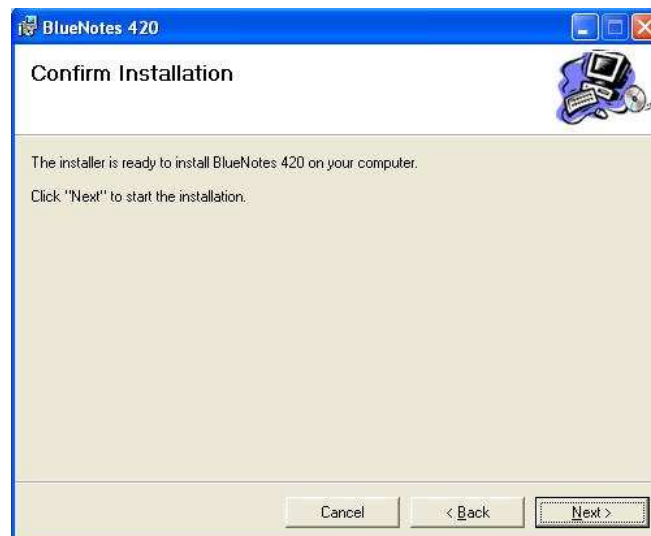 BlueNotes 420
Confirm Installation
The installer is ready to install BlueNotes 420 on your computer.
Click "Next" to start the installation.
Cancel
< Back
Next >